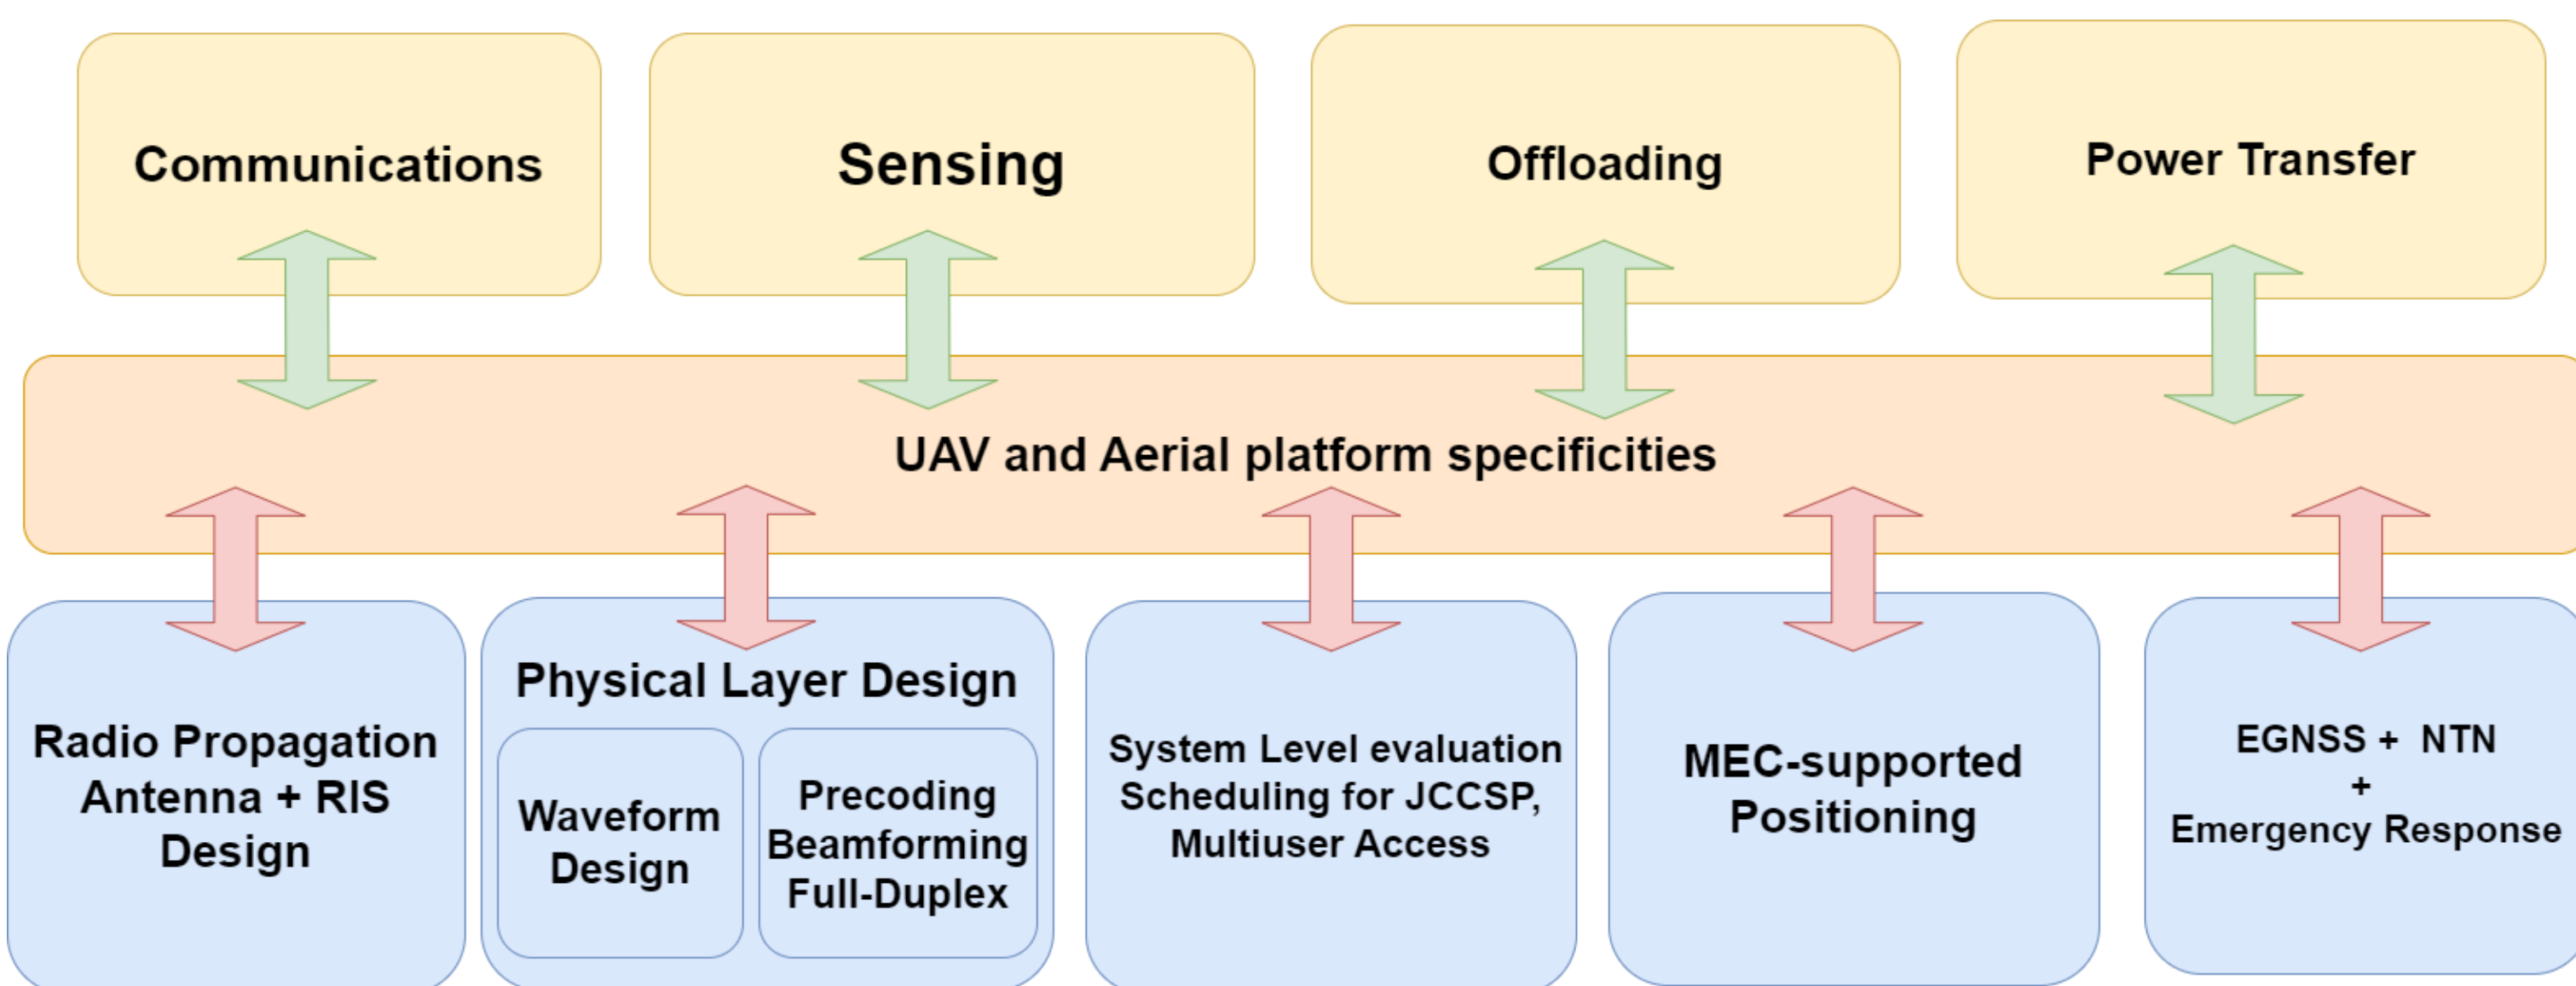 Communications
Sensing
Offloading
Power Transfer
UAV and Aerial platform specificities
Radio Propagation
Antenna + RIS
Design
Physical Layer Design
Waveform
Design
Precoding
Beamforming
Full-Duplex
System Level evaluation
Scheduling for JCCSP,
Multiuser Access
MEC-supported
Positioning
EGNSS + NTN
+
Emergency Response